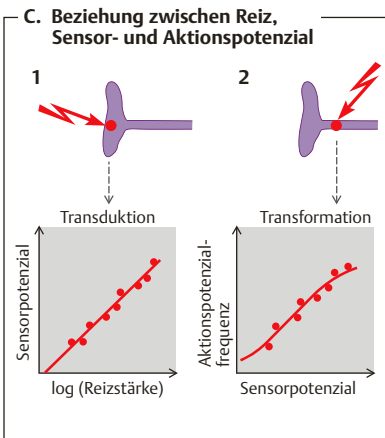 C. Beziehung zwischen Reiz,
Sensor- und Aktionspotenzial
1
2
Transduktion
Transformation
Sensorpotenzial
log (Reizstärke)
Aktionspotenzial-
frequenz
Sensorpotenzial